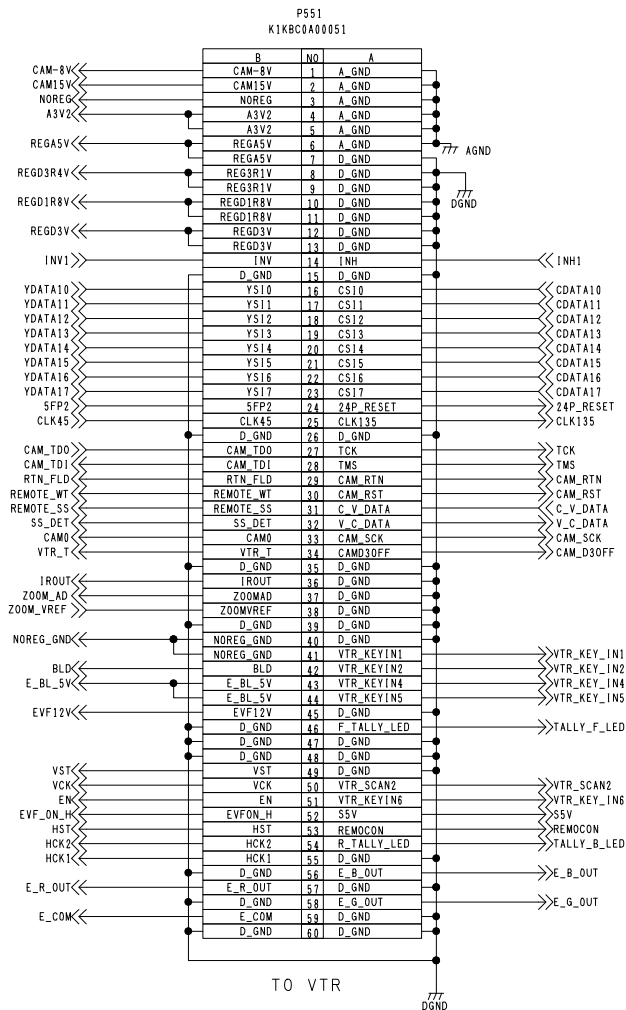 P551
K1KBC0A00051
B NO A
CAM-8V CAM-8V 1 A_GND
CAM15V CAM15V 2 A_GND
NOREG NOREG 3 A_GND
A3V2 A3V2 4 A_GND
A3V2 5 A_GND
REGA5V REGA5V 6 A_GND AGND
REGA5V 7 D_GND
REGD3R4V REG3R1V 8 D_GND
REG3R1V 9 D_GND DGND
REGD1R8V REGD1R8V 10 D_GND
REGD1R8V 11 D_GND
REGD3V REGD3V 12 D_GND
REGD3V 13 D_GND
INV1 INV 14 INH INH1
D_GND 15 D_GND
YDATA10 YSI0 16 CSI0 CDATA10
YDATA11 YSI1 17 CSI1 CDATA11
YDATA12 YSI2 18 CSI2 CDATA12
YDATA13 YSI3 19 CSI3 CDATA13
YDATA14 YSI4 20 CSI4 CDATA14
YDATA15 YSI5 21 CSI5 CDATA15
YDATA16 YSI6 22 CSI6 CDATA16
YDATA17 YSI7 23 CSI7 CDATA17
5FP2 5FP2 24 24P_RESET 24P_RESET
CLK45 CLK45 25 CLK135 CLK135
D_GND 26 D_GND
CAM_TDO CAM_TDO 27 TCK TCK
CAM_TDI CAM_TDI 28 TMS TMS
RTN_FLD RTN_FLD 29 CAM_RTN CAM_RTN
REMOTE_WT REMOTE_WT 30 CAM_RST CAM_RST
REMOTE_SS REMOTE_SS 31 C_V_DATA C_V_DATA
SS_DET SS_DET 32 V_C_DATA V_C_DATA
CAMO CAMO 33 CAM_SCK CAM_SCK
VTR_T VTR_T 34 CAMD3OFF CAM_D3OFF
D_GND 35 D_GND
IROUT IROUT 36 D_GND
ZOOM_AD ZOOMAD 37 D_GND
ZOOM_VREF ZOOMVREF 38 D_GND
D_GND 39 D_GND
NOREG_GND NOREG_GND 40 D_GND
NOREG_GND 41 VTR_KEYIN1 VTR_KEY_IN1
BLD BLD 42 VTR_KEYIN2 VTR_KEY_IN2
E_BL_5V E_BL_5V 43 VTR_KEYIN4 VTR_KEY_IN4
E_BL_5V 44 VTR_KEYIN5 VTR_KEY_IN5
EVF12V EVF12V 45 D_GND
D_GND 46 F_TALLY_LED TALLY_F_LED
D_GND 47 D_GND
D_GND 48 D_GND
VST VST 49 D_GND
VCK VCK 50 VTR_SCAN2 VTR_SCAN2
EN EN 51 VTR_KEYIN6 VTR_KEY_IN6
EVF_ON_H EVFON_H 52 S5V S5V
HST HST 53 REMOCON REMOCON
HCK2 HCK2 54 R_TALLY_LED TALLY_B_LED
HCK1 HCK1 55 D_GND
D_GND 56 E_B_OUT E_B_OUT
E_R_OUT E_R_OUT 57 D_GND
D_GND 58 E_G_OUT E_G_OUT
E_COM E_COM 59 D_GND
D_GND 60 D_GND
TO VTR
DGND